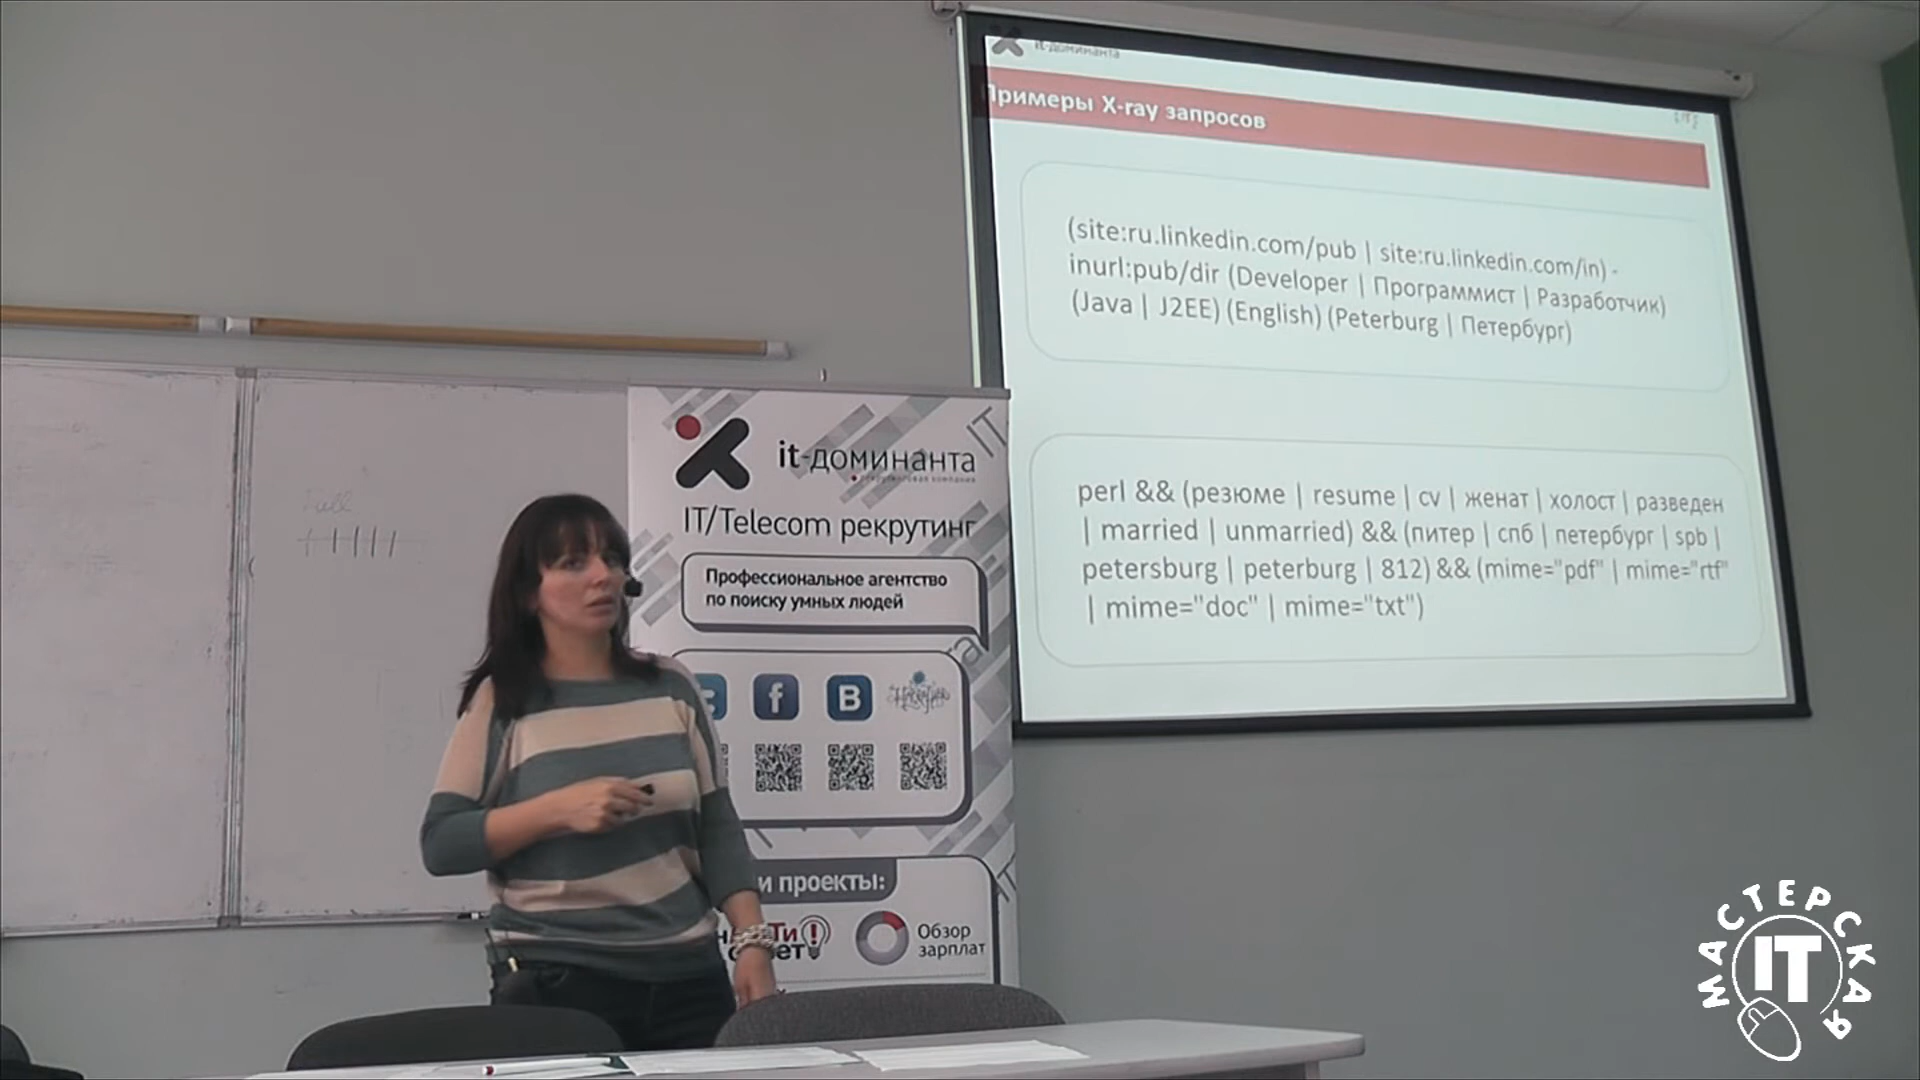 it-доминанта
Примеры X-ray запросов
(site:ru.linkedin.com/pub | site:ru.linkedin.com/in) -
inurl:pub/dir (Developer | Программист | Разработчик)
(Java | J2EE) (English) (Peterburg | Петербург)
perl && (резюме | resume | cv | женат | холост | разведен
| married | unmarried) && (питер | спб | петербург | spb |
petersburg | peterburg | 812) && (mime="pdf" | mime="rtf"
| mime="doc" | mime="txt")
it-доминанта
рекрутинговая компания
IT/Telecom рекрутинг
Профессиональное агентство
по поиску умных людей
f B
и проекты:
Обзор
зарплат
IT
МАСТЕРСКАЯ
IT